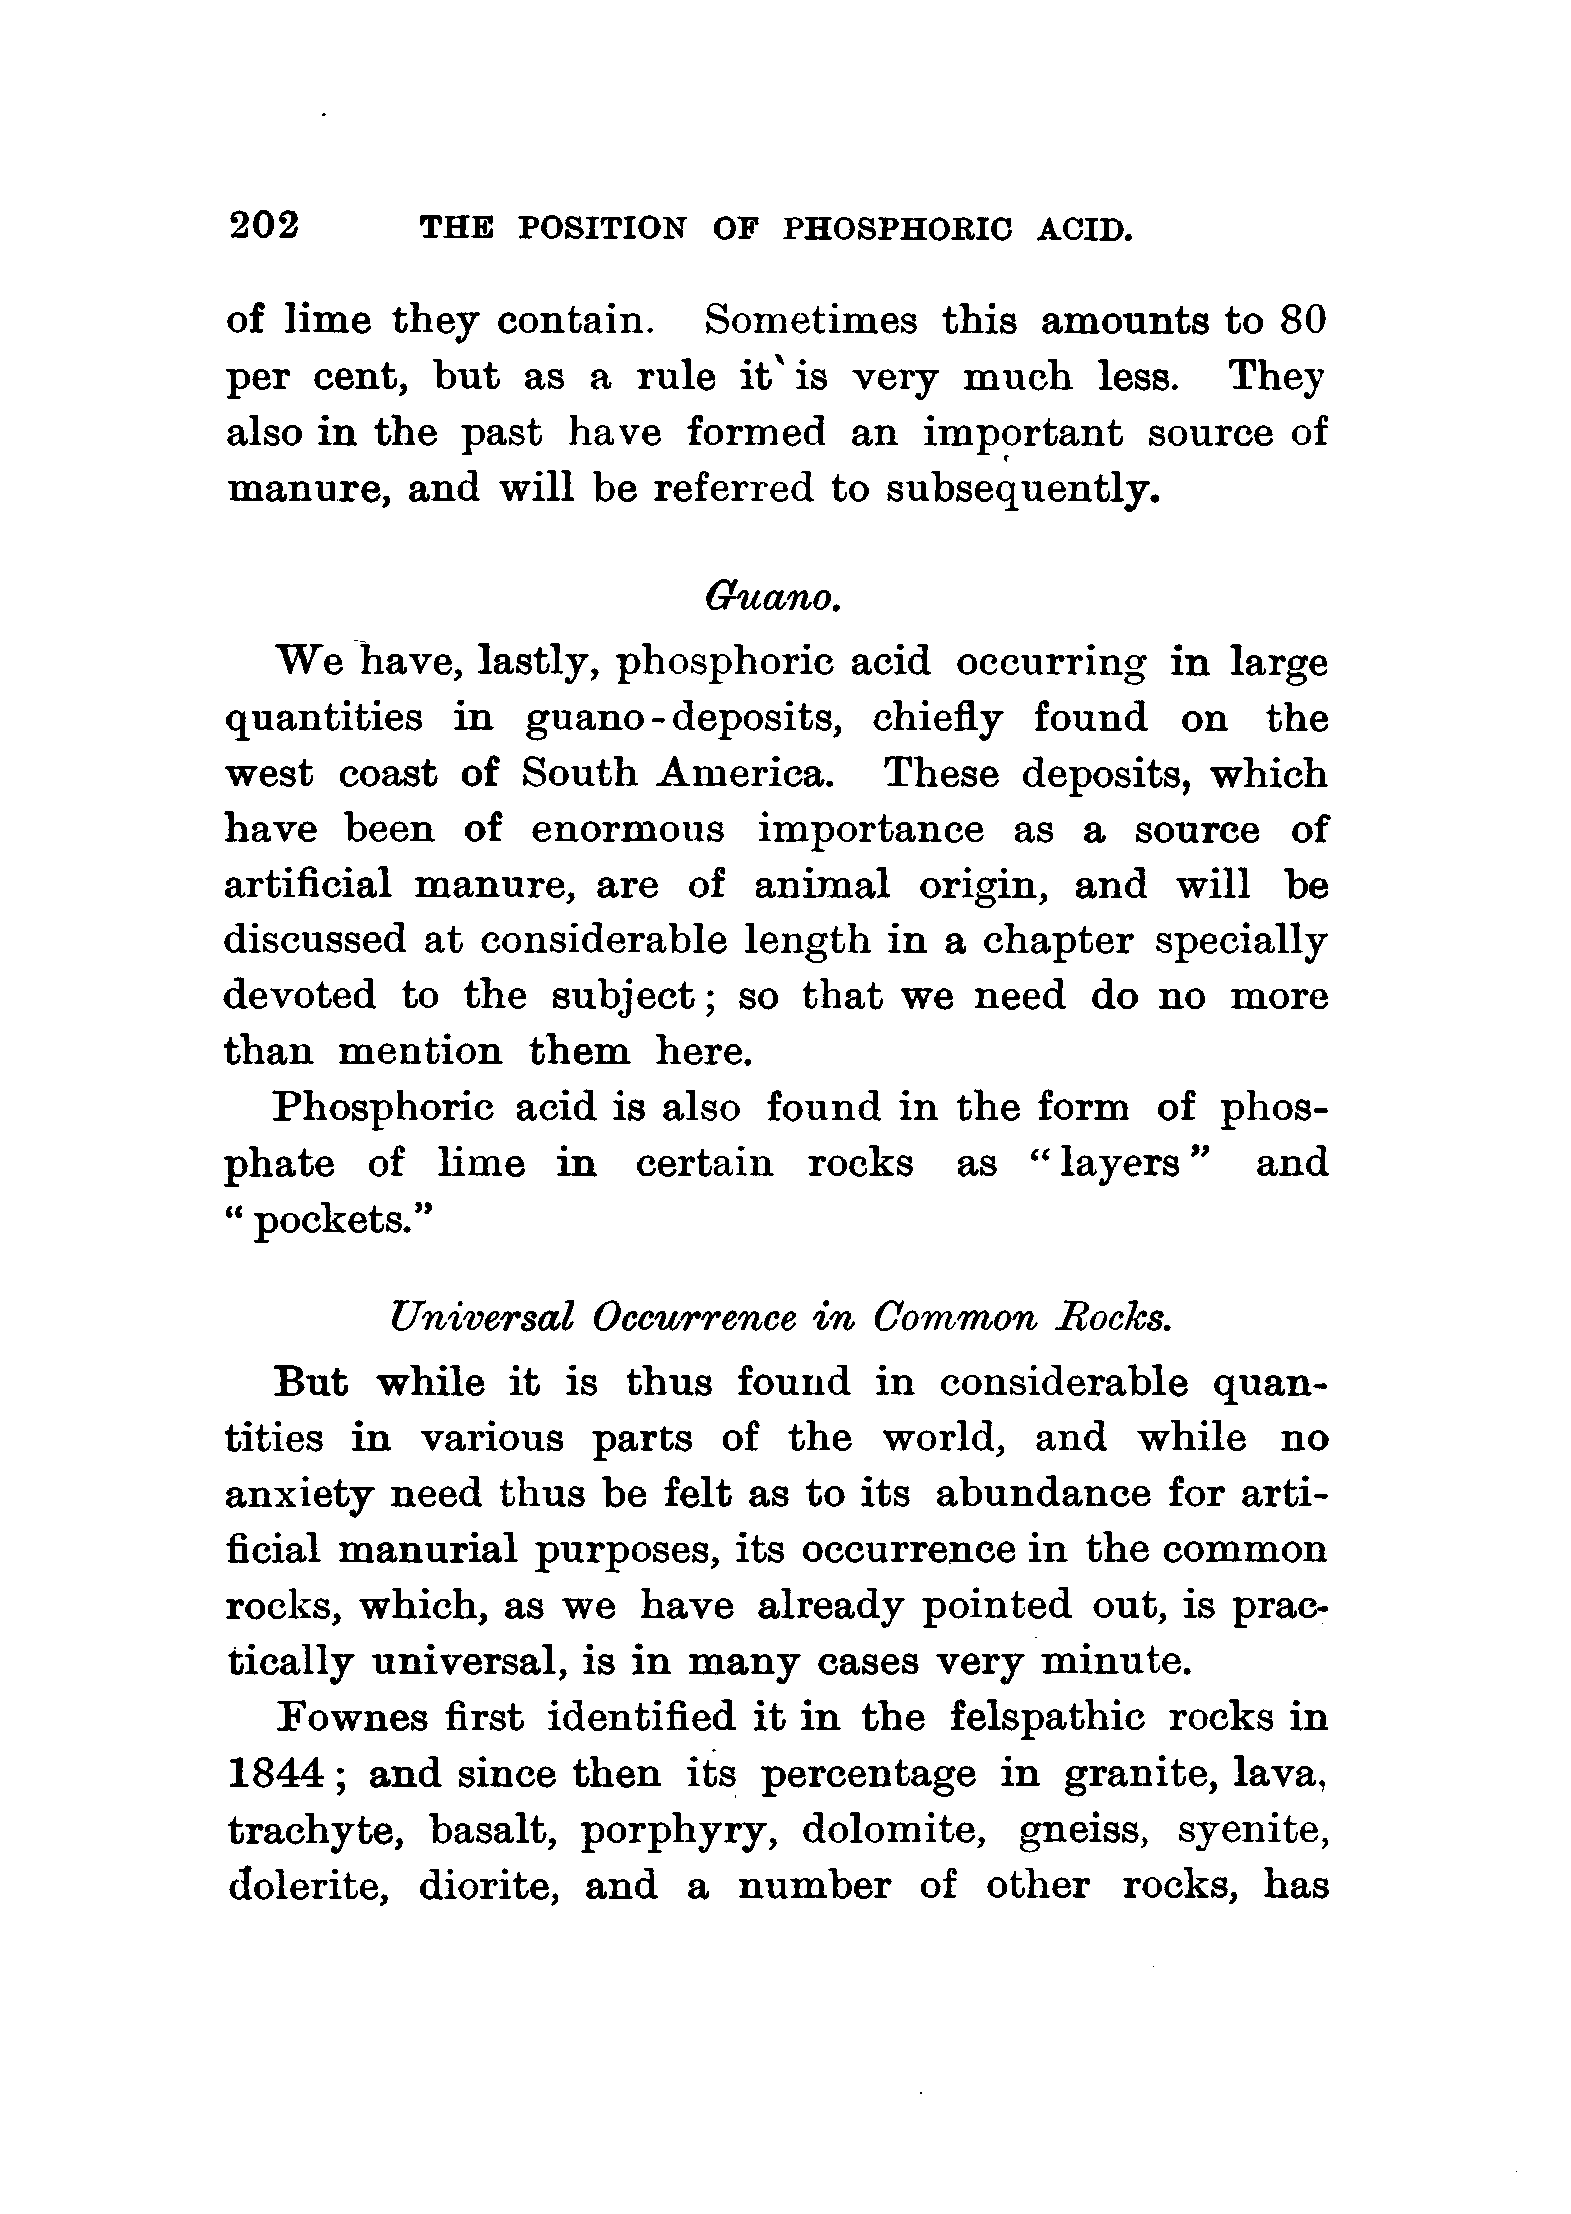 202 THE POSITION OF PHOSPHORIC ACID.
of lime they contain. Sometimes this amounts to 80
per cent, but as a rule it is very much less. They
also in the past have formed an important source of
manure, and will be referred to subsequently.
Guano.
We have, lastly, phosphoric acid occurring in large
quantities in guano-deposits, chiefly found on the
west coast of South America. These deposits, which
have been of enormous importance as a source of
artificial manure, are of animal origin, and will be
discussed at considerable length in a chapter specially
devoted to the subject; so that we need do no more
than mention them here.
Phosphoric acid is also found in the form of phos-
phate of lime in certain rocks as "layers" and
"pockets."
Universal Occurrence in Common Rocks.
But while it is thus found in considerable quan-
tities in various parts of the world, and while no
anxiety need thus be felt as to its abundance for arti-
ficial manurial purposes, its occurrence in the common
rocks, which, as we have already pointed out, is prac-
tically universal, is in many cases very minute.
Fownes first identified it in the felspathic rocks in
1844; and since then its percentage in granite, lava,
trachyte, basalt, porphyry, dolomite, gneiss, syenite,
dolerite, diorite, and a number of other rocks, has